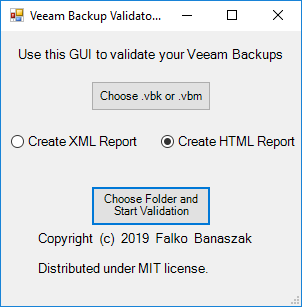 Veeam Backup Validato...
Use this GUI to validate your Veeam Backups
Choose .vbk or .vbm
Create XML Report Create HTML Report
Choose Folder and
Start Validation
Copyright (c) 2019 Falko Banaszak
Distributed under MIT license.